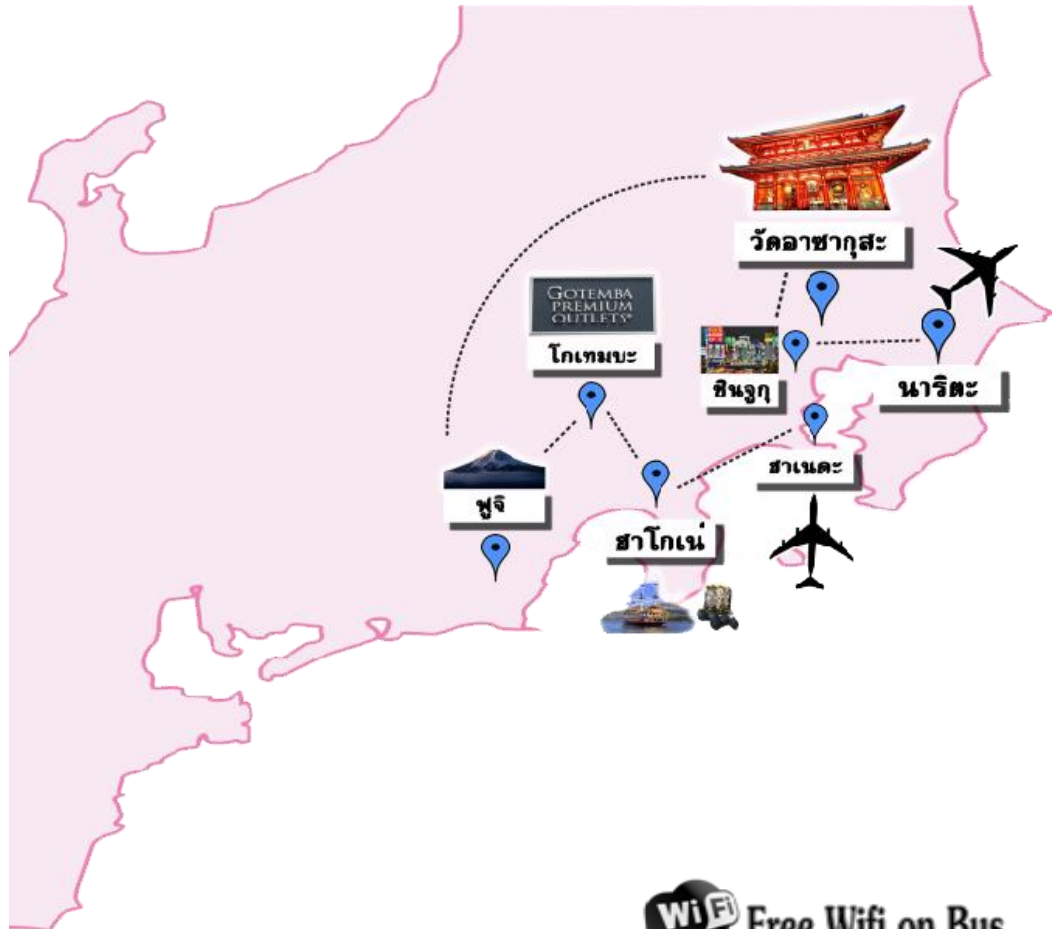 วัดอาซากุสะ
GOTEMBA
PREMIUM
OUTLETS®
โกเทมบะ
ชินจูกุ
นาริตะ
ฮาเนดะ
ฟูจิ
ฮาโกเน่
WiFi Free Wifi on Bus